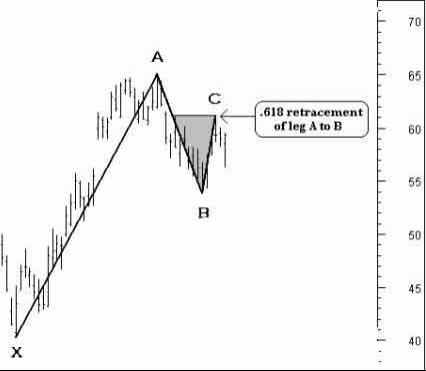 70
A
65
C
.618 retracement
of leg A to B
60
55
B
50
45
X
40